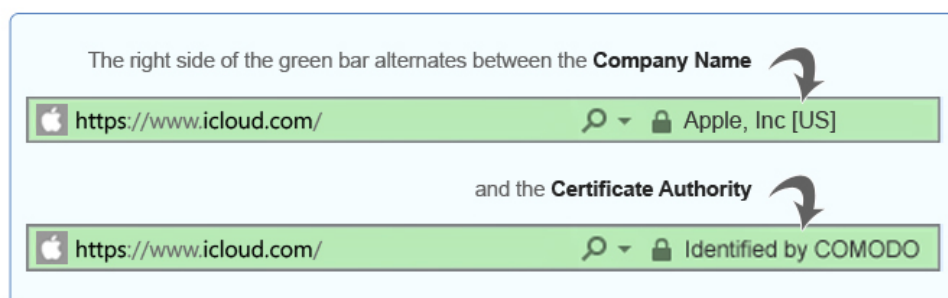 The right side of the green bar alternates between the Company Name
https://www.icloud.com/ Apple, Inc [US]
and the Certificate Authority
https://www.icloud.com/ Identified by COMODO